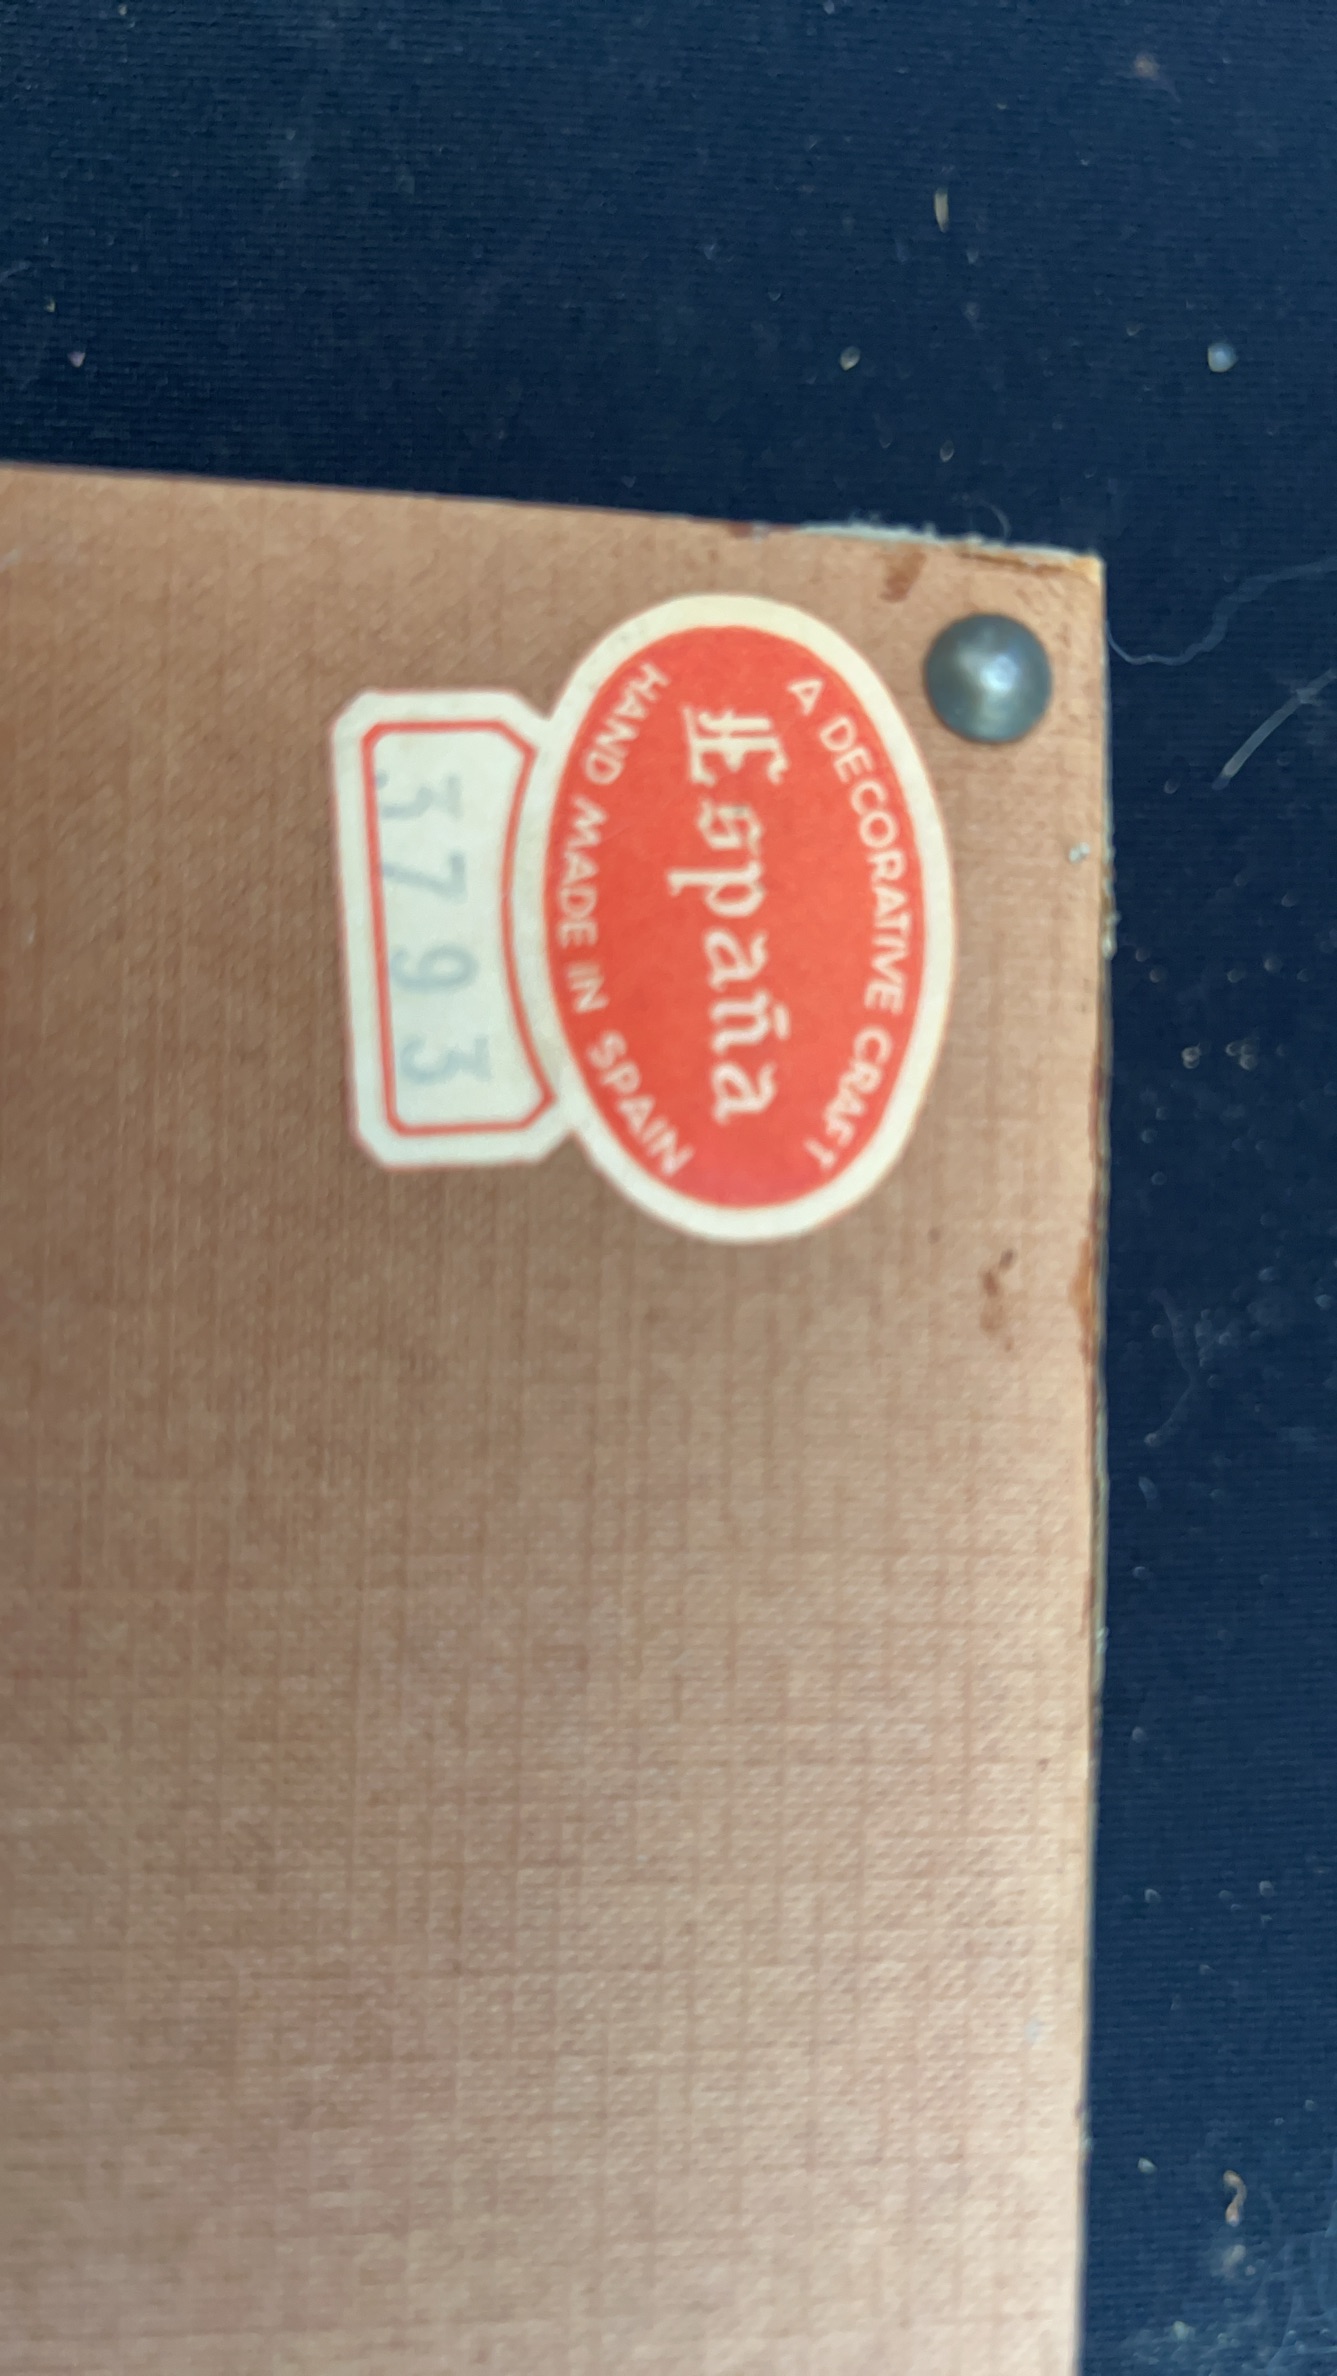 A DECORATIVE CRAFT
España
HAND MADE IN SPAIN
3793